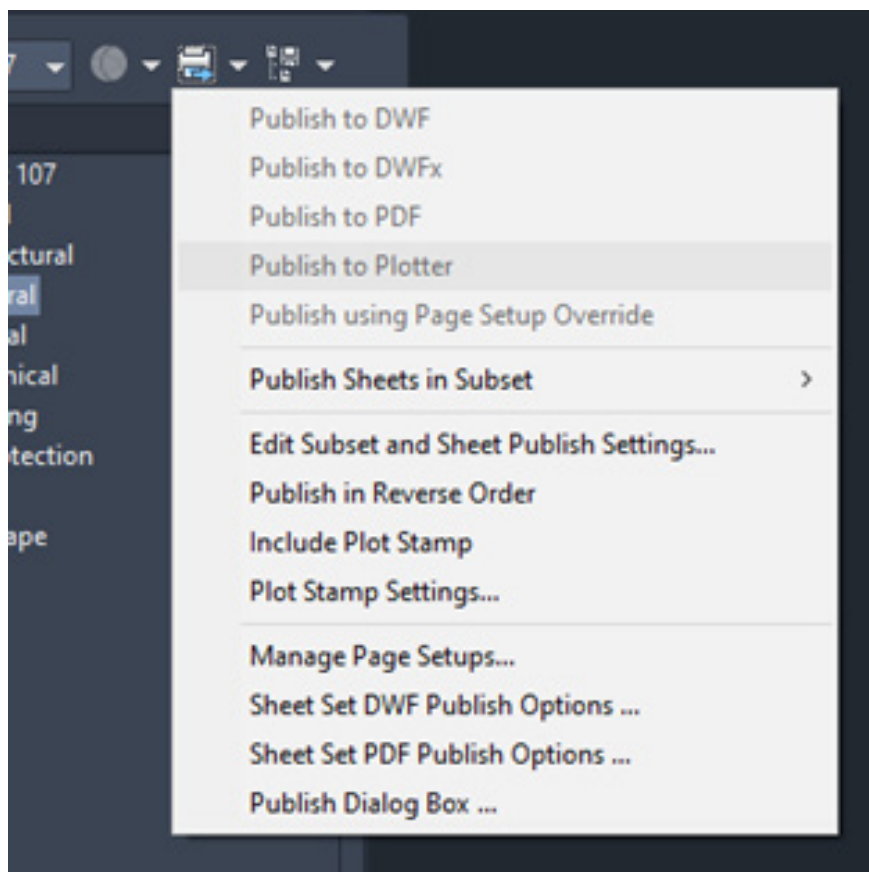 7
107
Publish to DWF
Publish to DWFx
Publish to PDF
Publish to Plotter
Publish using Page Setup Override
Publish Sheets in Subset
Edit Subset and Sheet Publish Settings...
Publish in Reverse Order
Include Plot Stamp
Plot Stamp Settings...
Manage Page Setups...
Sheet Set DWF Publish Options ...
Sheet Set PDF Publish Options ...
Publish Dialog Box ...
ctural
ral
al
nical
ng
tection
ape